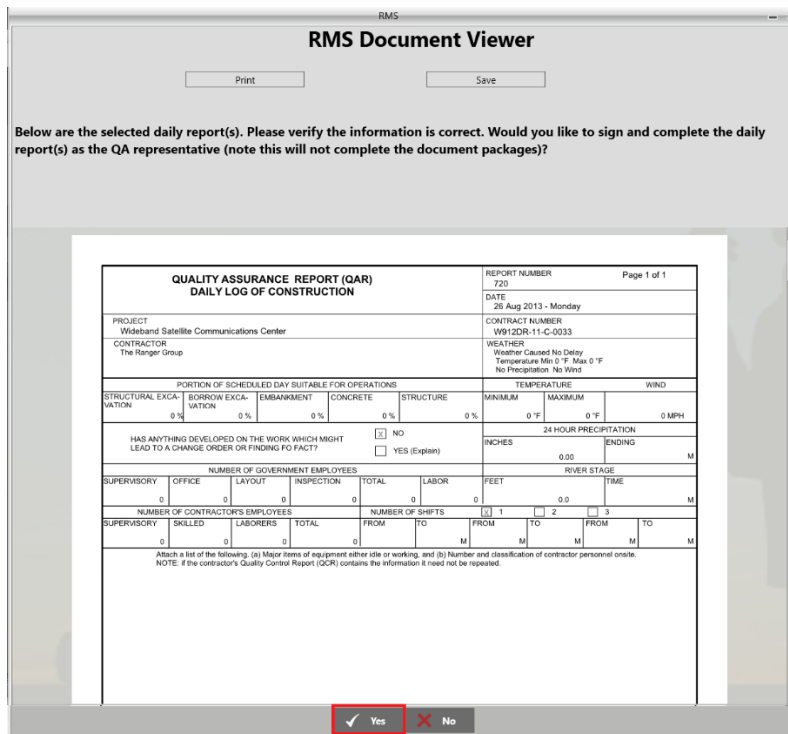 RMS
RMS Document Viewer
Print Save
Below are the selected daily report(s). Please verify the information is correct. Would you like to sign and complete the daily
report(s) as the QA representative (note this will not complete the document packages)?
QUALITY ASSURANCE REPORT (QAR)
DAILY LOG OF CONSTRUCTION
REPORT NUMBER Page 1 of 1
720
DATE
26 Aug 2013 - Monday
PROJECT
Wideband Satellite Communications Center
CONTRACT NUMBER
W912DR-11-C-0033
CONTRACTOR
The Ranger Group
WEATHER
Weather Caused No Delay
Temperature Min 0 °F Max 0 °F
No Precipitation No Wind
PORTION OF SCHEDULED DAY SUITABLE FOR OPERATIONS TEMPERATURE WIND
STRUCTURAL EXCA- BORROW EXCA- EMBANKMENT CONCRETE STRUCTURE MINIMUM MAXIMUM
VATION VATION
0 % 0 % 0 % 0 % 0 % 0 °F 0 °F 0 MPH
HAS ANYTHING DEVELOPED ON THE WORK WHICH MIGHT
LEAD TO A CHANGE ORDER OR FINDING FO FACT?
X NO
YES (Explain)
24 HOUR PRECIPITATION
INCHES ENDING
0.00 M
NUMBER OF GOVERNMENT EMPLOYEES RIVER STAGE
SUPERVISORY OFFICE LAYOUT INSPECTION TOTAL LABOR FEET TIME
0 0 0 0 0 0 0.0 M
NUMBER OF CONTRACTOR'S EMPLOYEES NUMBER OF SHIFTS X 1 2 3
SUPERVISORY SKILLED LABORERS TOTAL FROM TO FROM TO FROM TO
0 0 0 0 M M M M M
Attach a list of the following. (a) Major items of equipment either idle or working, and (b) Number and classification of contractor personnel onsite.
NOTE: if the contractor's Quality Control Report (QCR) contains the information it need not be
repeated.
Yes No